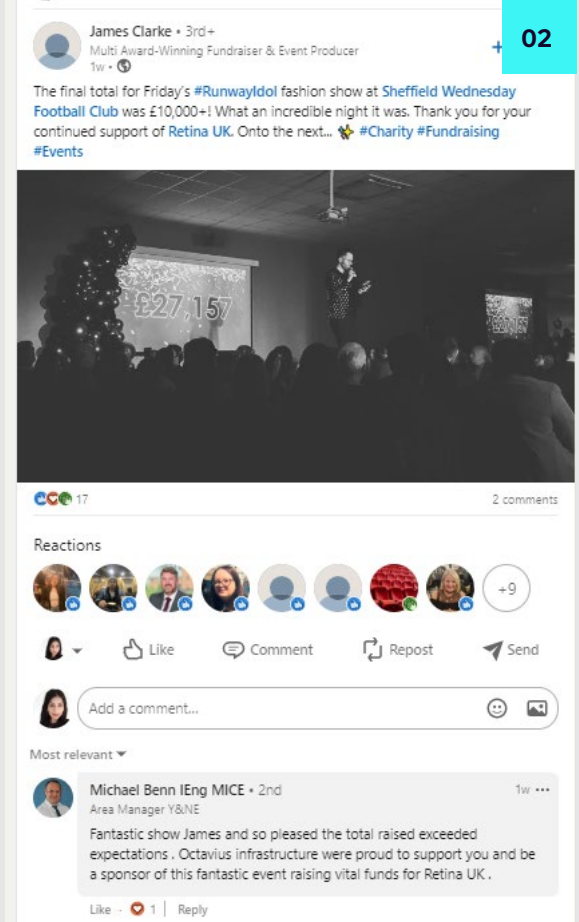 02
James Clarke • 3rd+
Multi Award-Winning Fundraiser & Event Producer
1w •
The final total for Friday's #RunwayIdol fashion show at Sheffield Wednesday
Football Club was £10,000+! What an incredible night it was. Thank you for your
continued support of Retina UK. Onto the next... ✨ #Charity #Fundraising
#Events
£27,157
£27,157
17
2 comments
Reactions
+9
Like
Comment
Repost
Send
Add a comment...
Most relevant
Michael Benn IEng MICE • 2nd
1w
Area Manager Y&NE
Fantastic show James and so pleased the total raised exceeded
expectations . Octavius infrastructure were proud to support you and be
a sponsor of this fantastic event raising vital funds for Retina UK .
Like · 1 | Reply